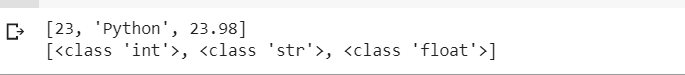 [23, 'Python', 23.98]
[<class 'int'>, <class 'str'>, <class 'float'>]